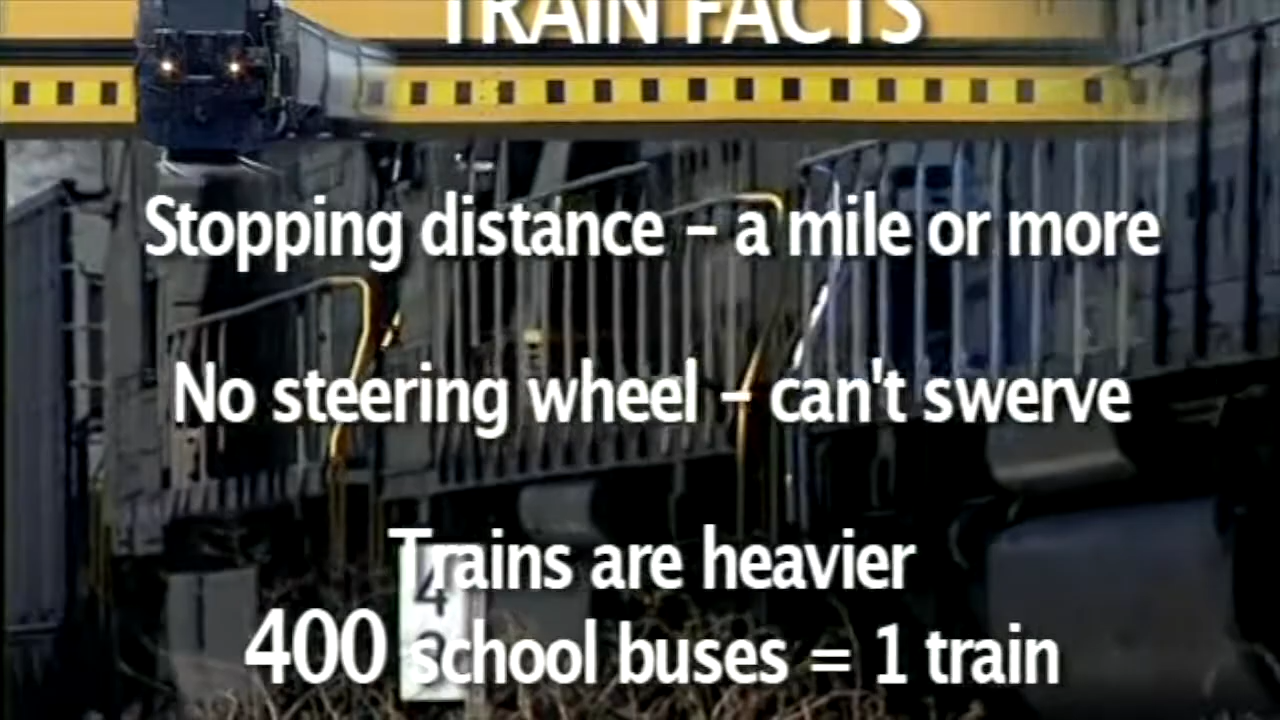 TRAIN FACTS
Stopping distance – a mile or more
No steering wheel – can't swerve
Trains are heavier
400 school buses = 1 train
4